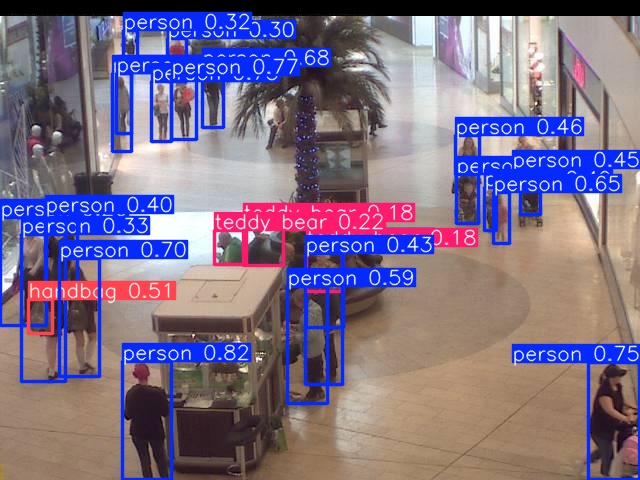 person 0.32
person 0.30
person 0.68
person 0.77
person 0.46
person 0.45
person 0.65
person 0.40
person 0.33
teddy bear 0.18
teddy bear 0.22
0.18
person 0.43
person 0.70
person 0.59
handbag 0.51
person 0.82
person 0.75